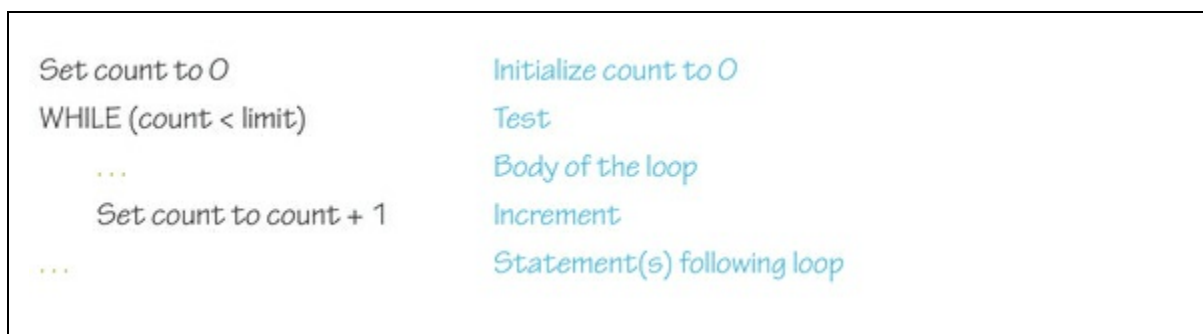 Set count to 0 Initialize count to 0
WHILE (count < limit) Test
... Body of the loop
Set count to count + 1 Increment
... Statement(s) following loop